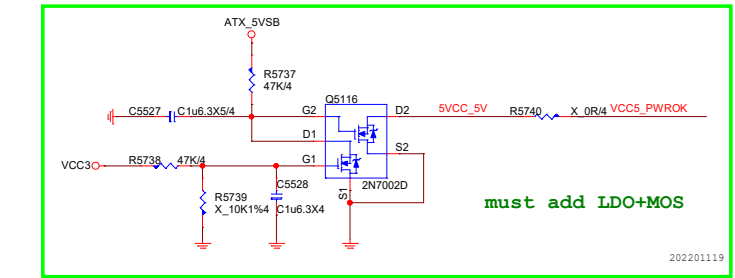 ATX_5VSB
R5737
47K/4
Q5116
C5527 C1u6.3X5/4 G2 D2 5VCC_5V R5740 X_0R/4 VCC5_PWROK
D1
S2
VCC3 R5738 47K/4 G1
C5528
2N7002D
R5739
X_10K1%4 C1u6.3X4
S1
must add LDO+MOS
202201119